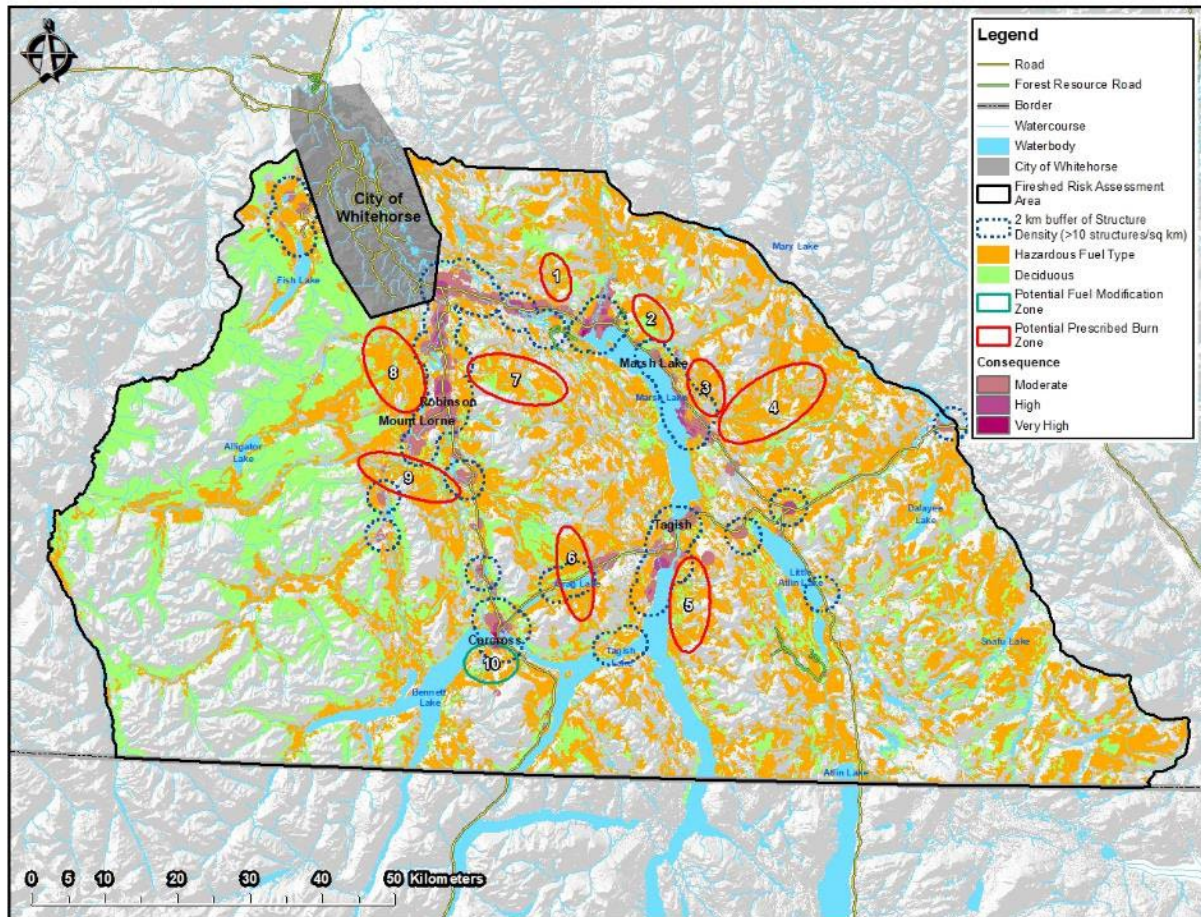 Legend
Road
Forest Resource Road
Border
Watercourse
Waterbody
City of Whitehorse
Fireshed Risk Assessment
Area
2 km buffer of Structure
Density (>10 structures/sq km)
Hazardous Fuel Type
Deciduous
Potential Fuel Modification
Zone
Potential Prescribed Burn
Zone
Consequence
Moderate
High
Very High
City of
Whitehorse
Mary Lake
Fish Lake
1
2
Marsh Lake
3
Marsh Lake
4
7
8
Robinson
Mount Lorne
Alligator
Lake
9
Tagish
Dalayee
Lake
6
Crag Lake
Little
Atlin Lake
5
Carcross
10
Tagish
Lake
Snafu Lake
Bennett
Lake
Atlin Lake
0 5 10 20 30 40 50 Kilometers